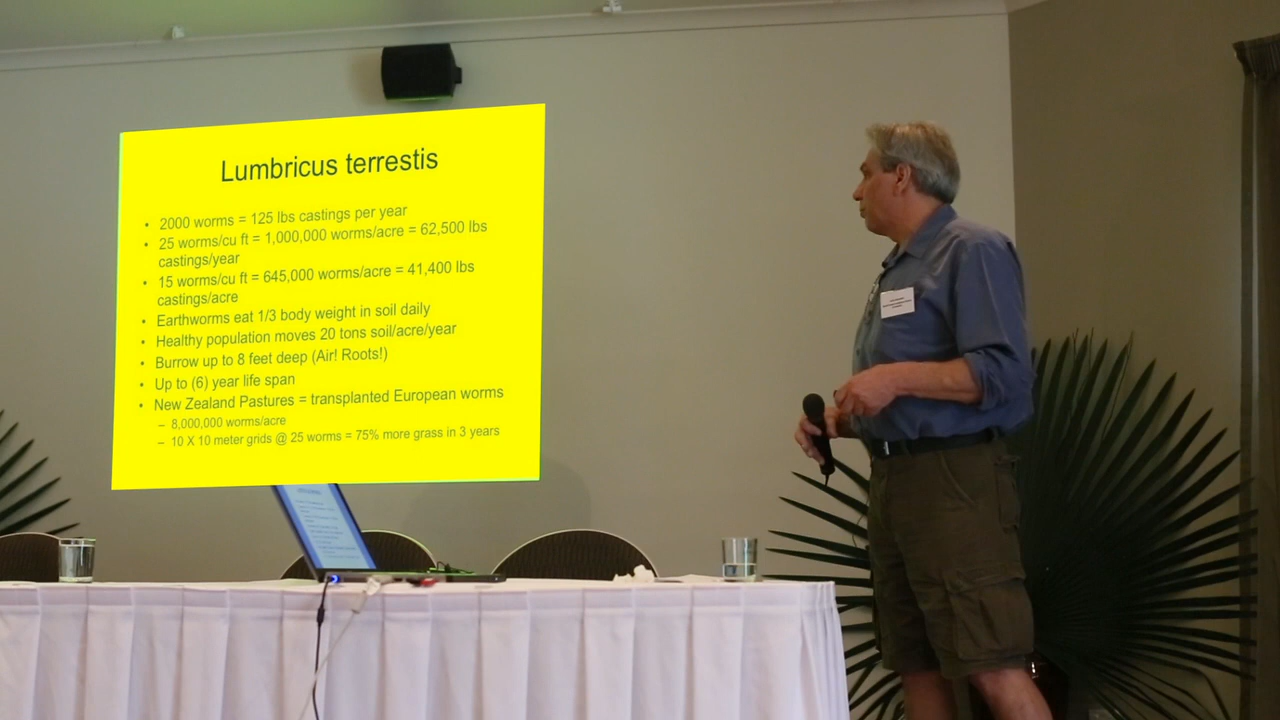 Lumbricus terrestis
• 2000 worms = 125 lbs castings per year
• 25 worms/cu ft = 1,000,000 worms/acre = 62,500 lbs
castings/year
• 15 worms/cu ft = 645,000 worms/acre = 41,400 lbs
castings/acre
• Earthworms eat 1/3 body weight in soil daily
• Healthy population moves 20 tons soil/acre/year
• Burrow up to 8 feet deep (Air! Roots!)
• Up to (6) year life span
• New Zealand Pastures = transplanted European worms
– 8,000,000 worms/acre
– 10 X 10 meter grids @ 25 worms = 75% more grass in 3 years